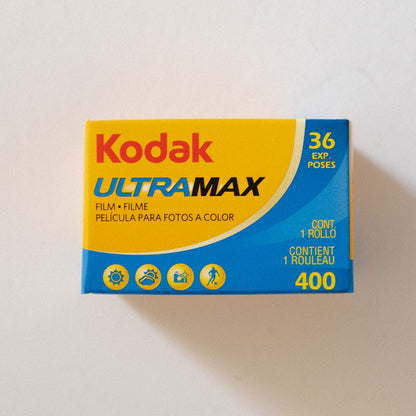 Kodak
ULTRAMAX
FILM • FILME
PELÍCULA PARA FOTOS A COLOR
36
EXP.
POSES
CONT.
1 ROLLO
CONTIENT
1 ROULEAU
400